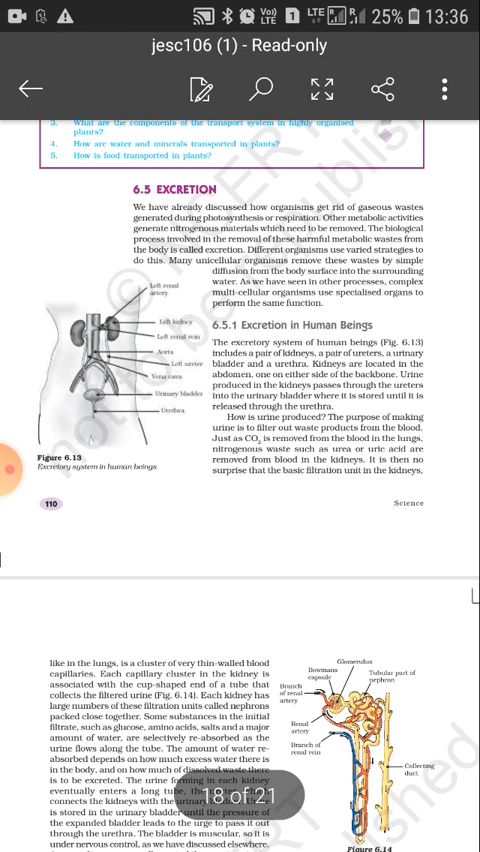 Vo) LTE 1 LTE R R 25% 13:36
jesc106 (1) - Read-only
3. What are the components of the transport system in highly organised
plants?
4. How are water and minerals transported in plants?
5. How is food transported in plants?
6.5 EXCRETION
We have already discussed how organisms get rid of gaseous wastes
generated during photosynthesis or respiration. Other metabolic activities
generate nitrogenous materials which need to be removed. The biological
process involved in the removal of these harmful metabolic wastes from
the body is called excretion. Different organisms use varied strategies to
do this. Many unicellular organisms remove these wastes by simple
diffusion from the body surface into the surrounding
water. As we have seen in other processes, complex
multi-cellular organisms use specialised organs to
perform the same function.
Left renal
artery
Left kidney
Left renal vein
Aorta
Left ureter
Vena cava
Urinary bladder
Urethra
Figure 6.13
Excretory system in human beings
6.5.1 Excretion in Human Beings
The excretory system of human beings (Fig. 6.13)
includes a pair of kidneys, a pair of ureters, a urinary
bladder and a urethra. Kidneys are located in the
abdomen, one on either side of the backbone. Urine
produced in the kidneys passes through the ureters
into the urinary bladder where it is stored until it is
released through the urethra.
How is urine produced? The purpose of making
urine is to filter out waste products from the blood.
Just as CO₂ is removed from the blood in the lungs,
nitrogenous waste such as urea or uric acid are
removed from blood in the kidneys. It is then no
surprise that the basic filtration unit in the kidneys,
110
Science
like in the lungs, is a cluster of very thin-walled blood
capillaries. Each capillary cluster in the kidney is
associated with the cup-shaped end of a tube that
collects the filtered urine (Fig. 6.14). Each kidney has
large numbers of these filtration units called nephrons
packed close together. Some substances in the initial
filtrate, such as glucose, amino acids, salts and a major
amount of water, are selectively re-absorbed as the
urine flows along the tube. The amount of water re-
absorbed depends on how much excess water there is
in the body, and on how much of dissolved waste there
is to be excreted. The urine forming in each kidney
eventually enters a long tube, the
connects the kidneys with the urinary
is stored in the urinary bladder until the pressure of
the expanded bladder leads to the urge to pass it out
through the urethra. The bladder is muscular, so it is
under nervous control, as we have discussed elsewhere.
18 of 21
Glomerulus
Bowmans
capsule
Tubular part of
nephron
Branch
of renal
artery
Renal
artery
Branch of
renal vein
Collecting
duct
Figure 6.14